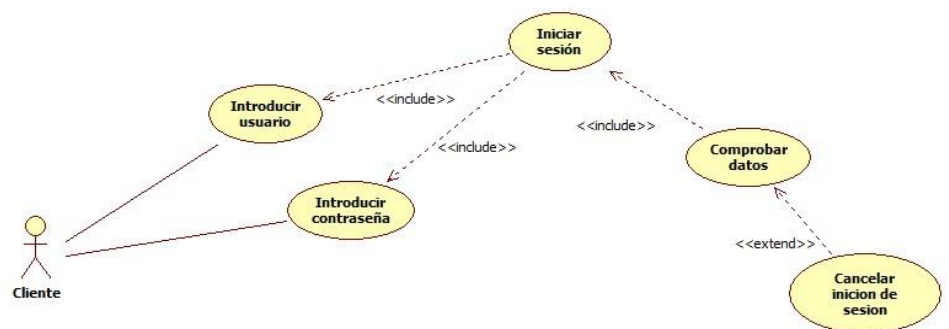 Iniciar
sesión
<<include>>
Introducir
usuario
<<include>>
<<include>>
Comprobar
datos
Introducir
contraseña
<<extend>>
Cliente
Cancelar
inicion de
sesion